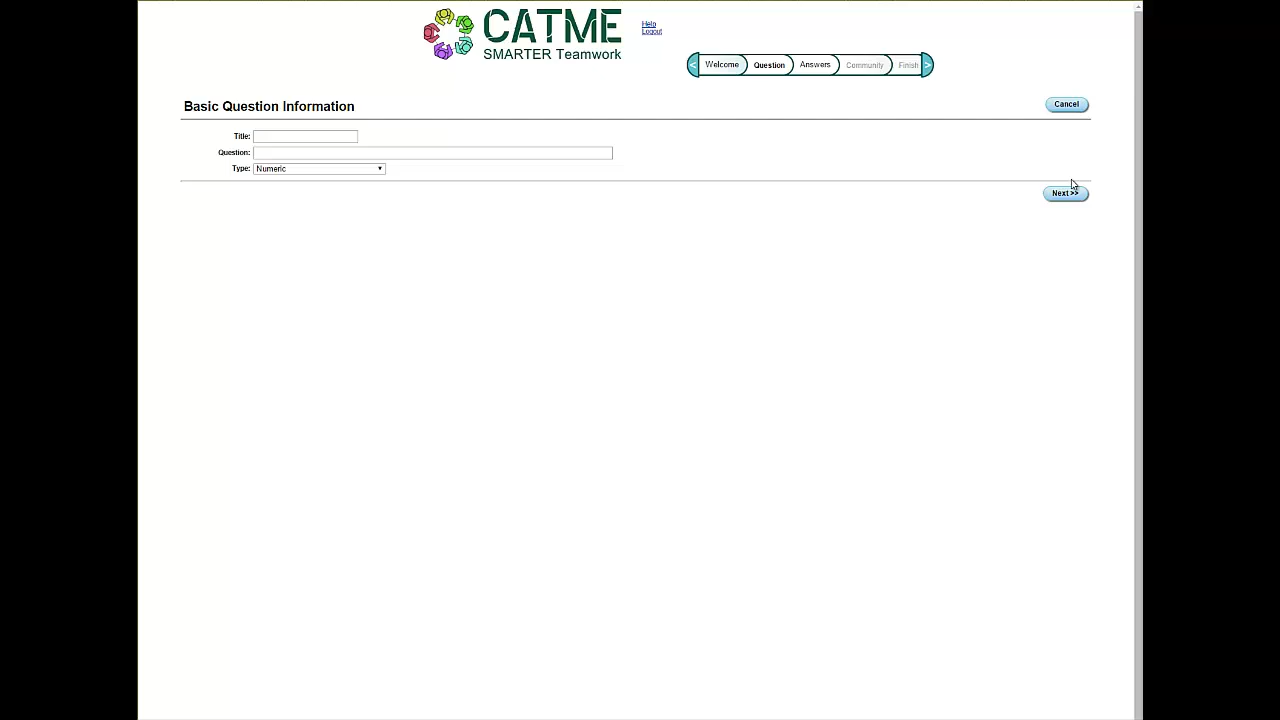 CATME
SMARTER Teamwork
Help
Logout
< Welcome Question Answers Community Finish >
Basic Question Information
Cancel
Title:
Question:
Type: Numeric
Next >>